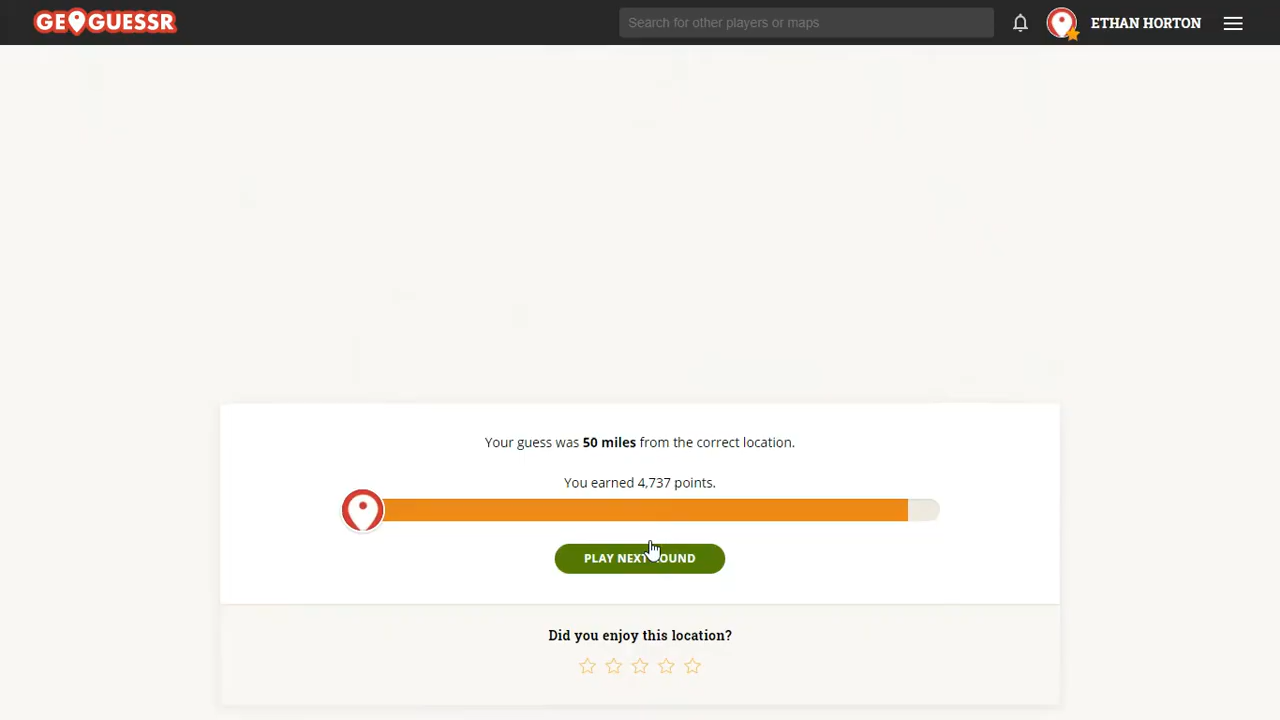 GEOGUESSR
Search for other players or maps
ETHAN HORTON
Your guess was 50 miles from the correct location.
You earned 4,737 points.
PLAY NEXT ROUND
Did you enjoy this location?